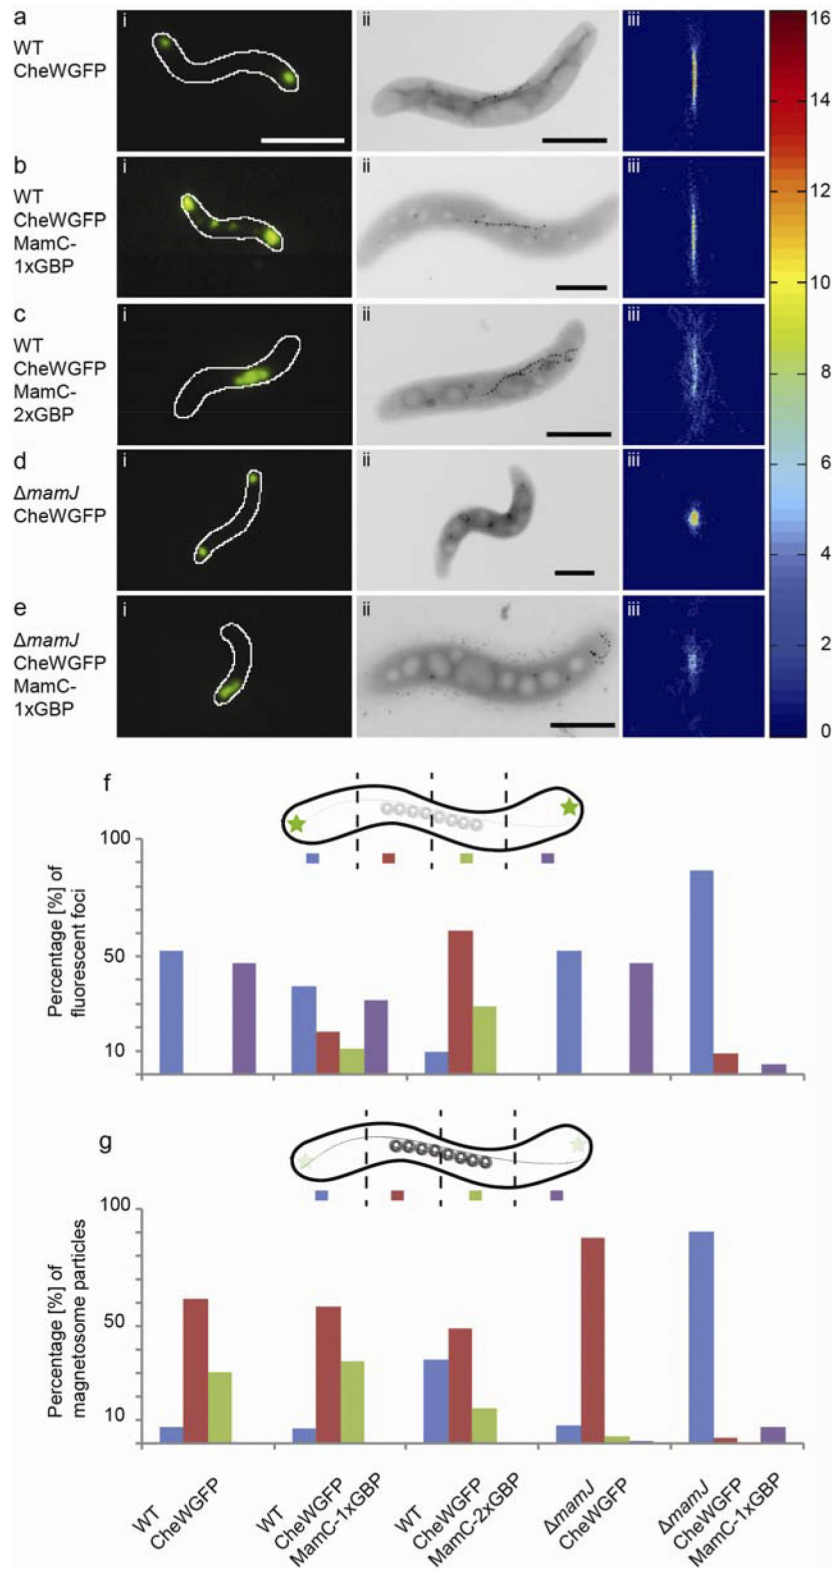 a
WT
CheWGFP
i
ii
iii
b
WT
CheWGFP
MamC-
1xGBP
i
ii
iii
c
WT
CheWGFP
MamC-
2xGBP
i
ii
iii
d
ΔmamJ
CheWGFP
i
ii
iii
e
ΔmamJ
CheWGFP
MamC-
1xGBP
i
ii
iii
16
14
12
10
8
6
4
2
0
f
Percentage [%] of
fluorescent foci
100
50
10
g
Percentage [%] of
magnetosome particles
100
50
10
WT
CheWGFP
WT
CheWGFP
MamC-1xGBP
WT
CheWGFP
MamC-2xGBP
ΔmamJ
CheWGFP
ΔmamJ
CheWGFP
MamC-1xGBP